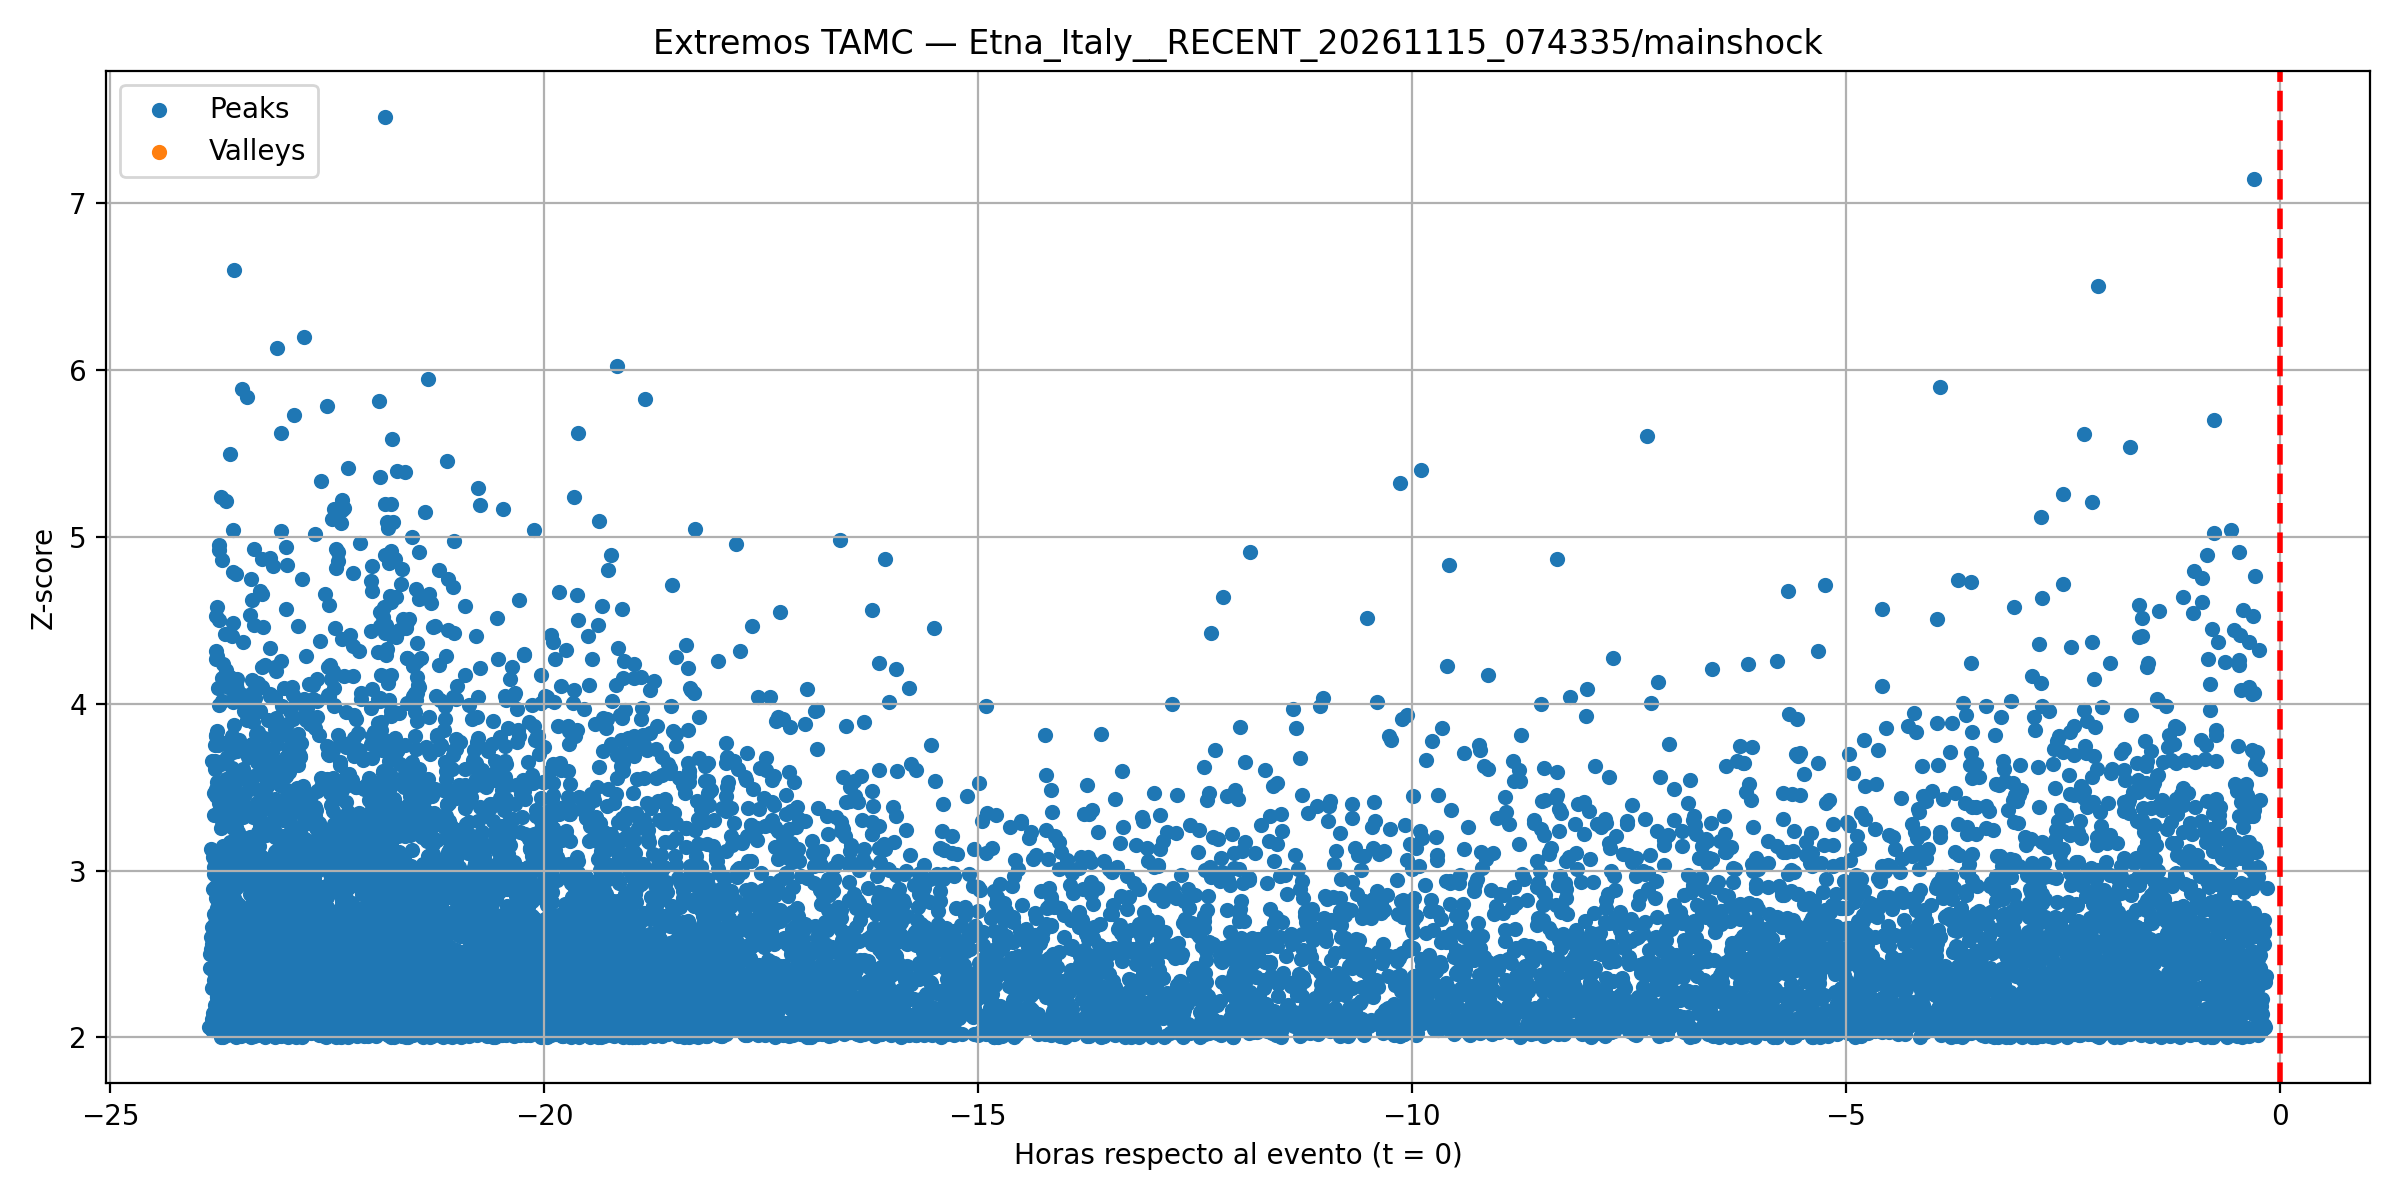 Extremos TAMC — Etna_Italy__RECENT_20261115_074335/mainshock
Peaks
Valleys
7
6
5
4
3
2
Z-score
−25
−20
−15
−10
−5
0
Horas respecto al evento (t = 0)